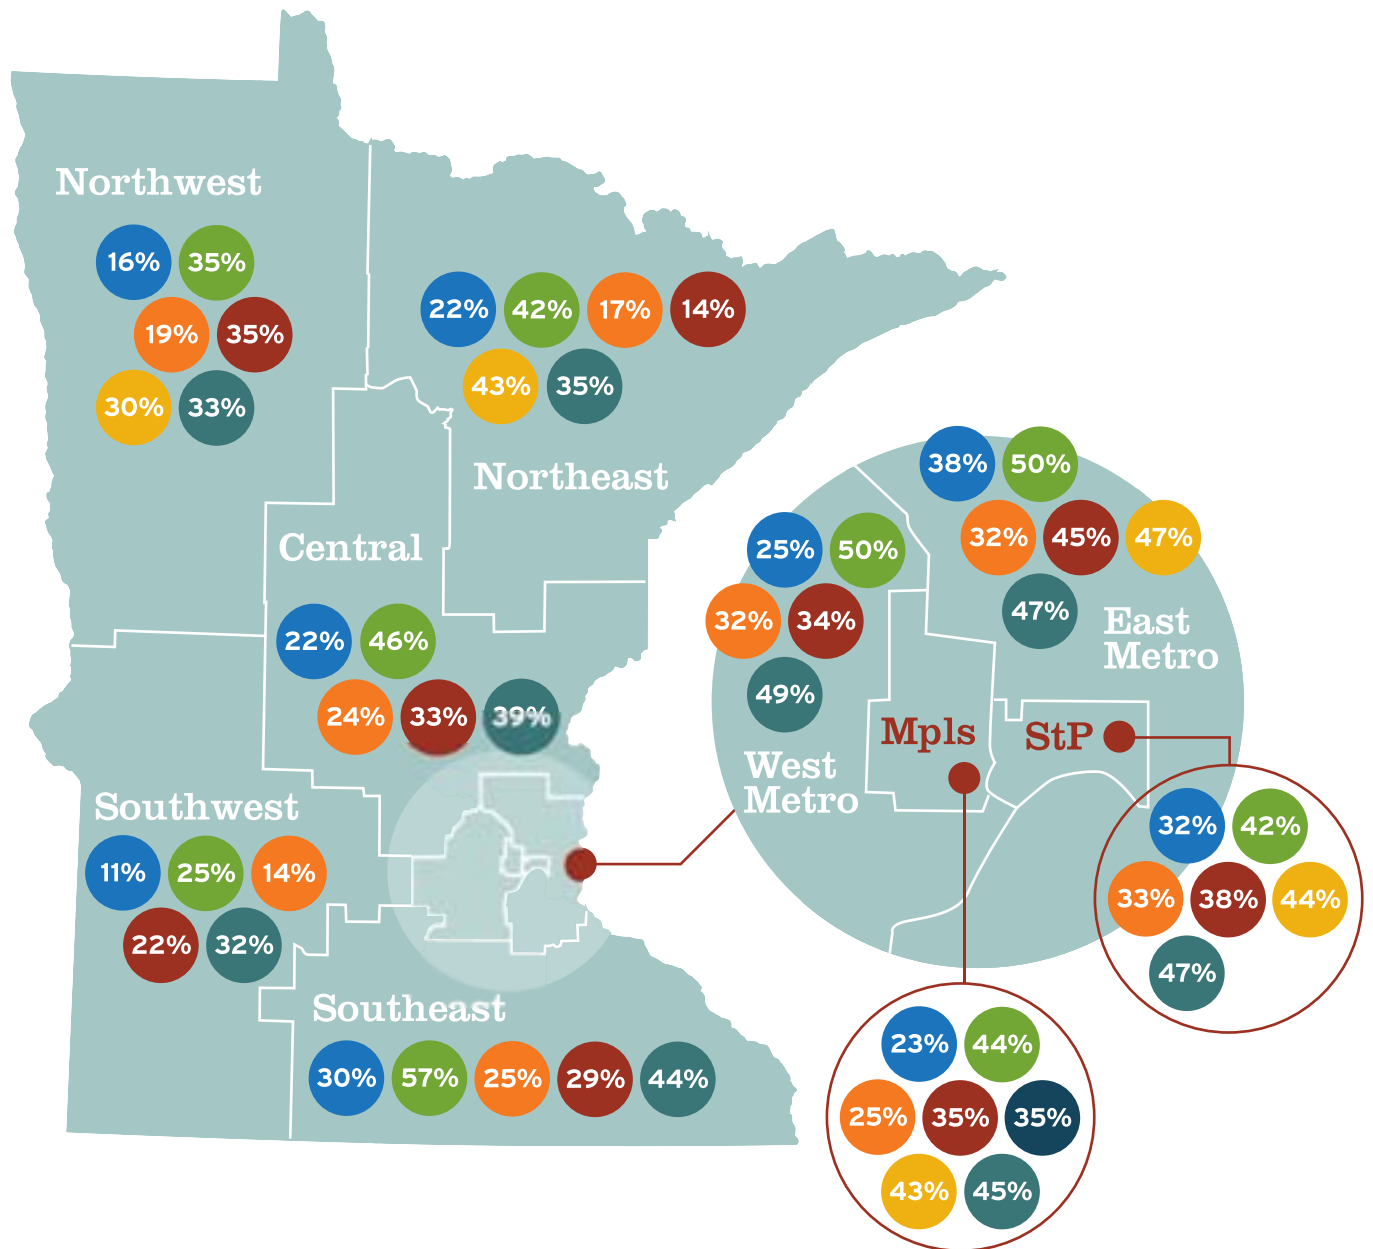 Northwest
16% 35%
19% 35%
30% 33%
22% 42% 17% 14%
43% 35%
Northeast
Central
22% 46%
24% 33% 39%
Southwest
11% 25% 14%
22% 32%
Southeast
30% 57% 25% 29% 44%
38% 50%
32% 45% 47%
47%
East
Metro
25% 50%
32% 34%
49%
West
Metro
Mpls
StP
32% 42%
33% 38% 44%
47%
23% 44%
25% 35% 35%
43% 45%